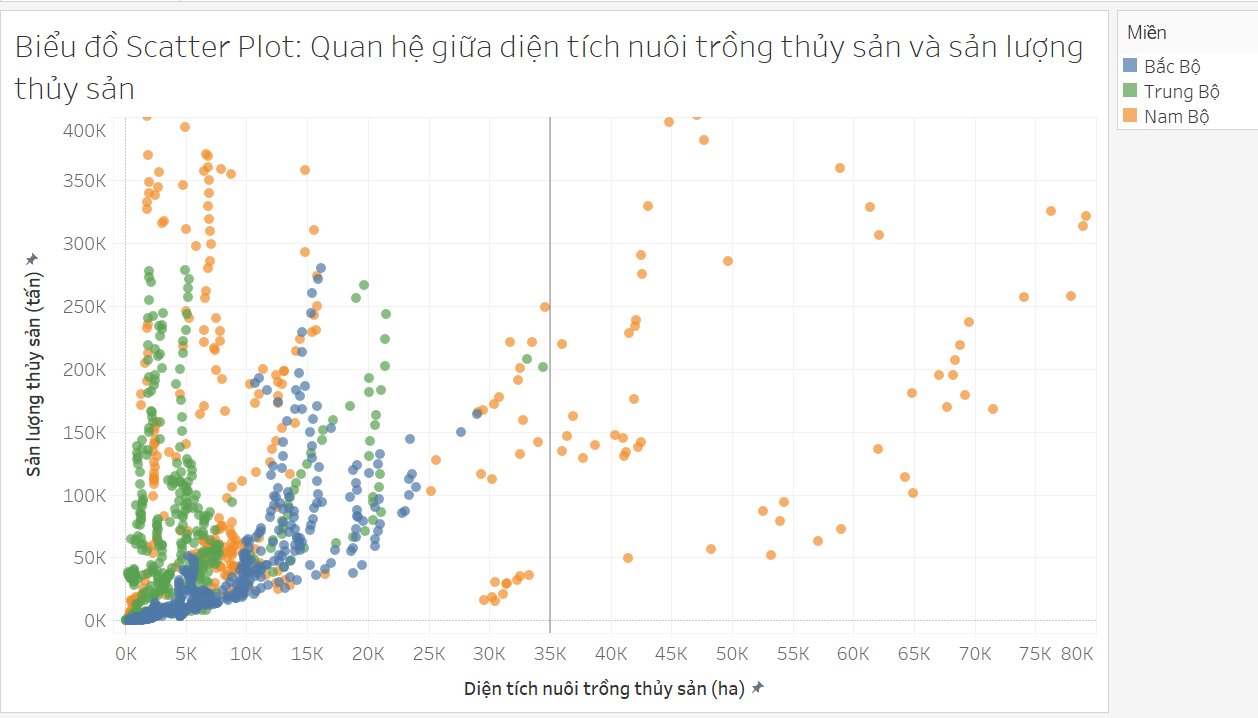 Biểu đồ Scatter Plot: Quan hệ giữa diện tích nuôi trồng thủy sản và sản lượng
thủy sản
Miền
Bắc Bộ
Trung Bộ
Nam Bộ
Sản lượng thủy sản (tấn)
400K
350K
300K
250K
200K
150K
100K
50K
0K
0K 5K 10K 15K 20K 25K 30K 35K 40K 45K 50K 55K 60K 65K 70K 75K 80K
Diện tích nuôi trồng thủy sản (ha)